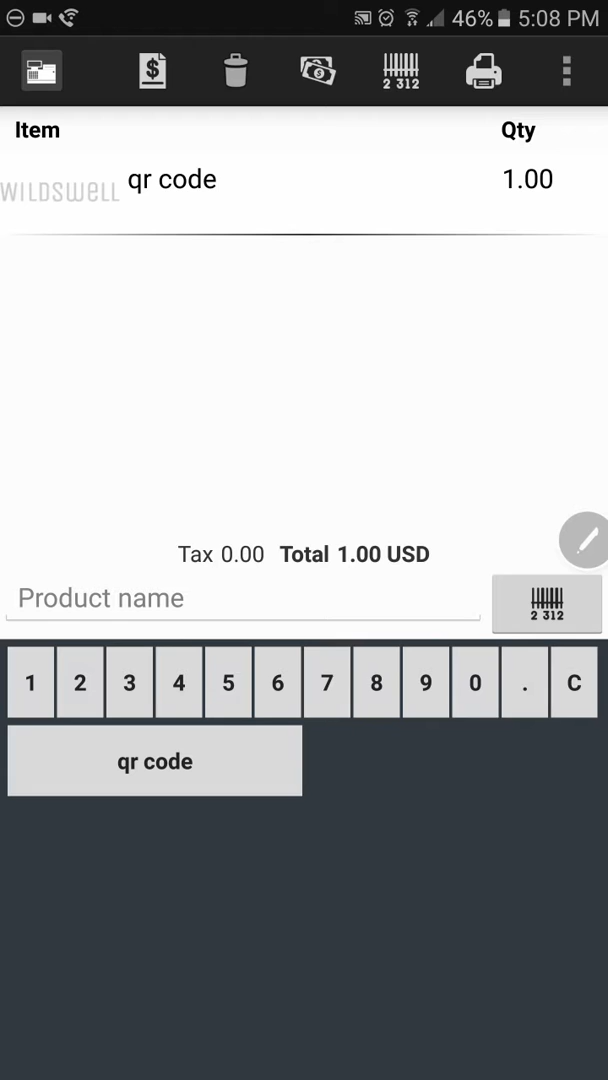 46% 5:08 PM
$
2 312
Item Qty
WILDSWELL qr code 1.00
Tax 0.00 Total 1.00 USD
Product name
2 312
1 2 3 4 5 6 7 8 9 0 . C
qr code